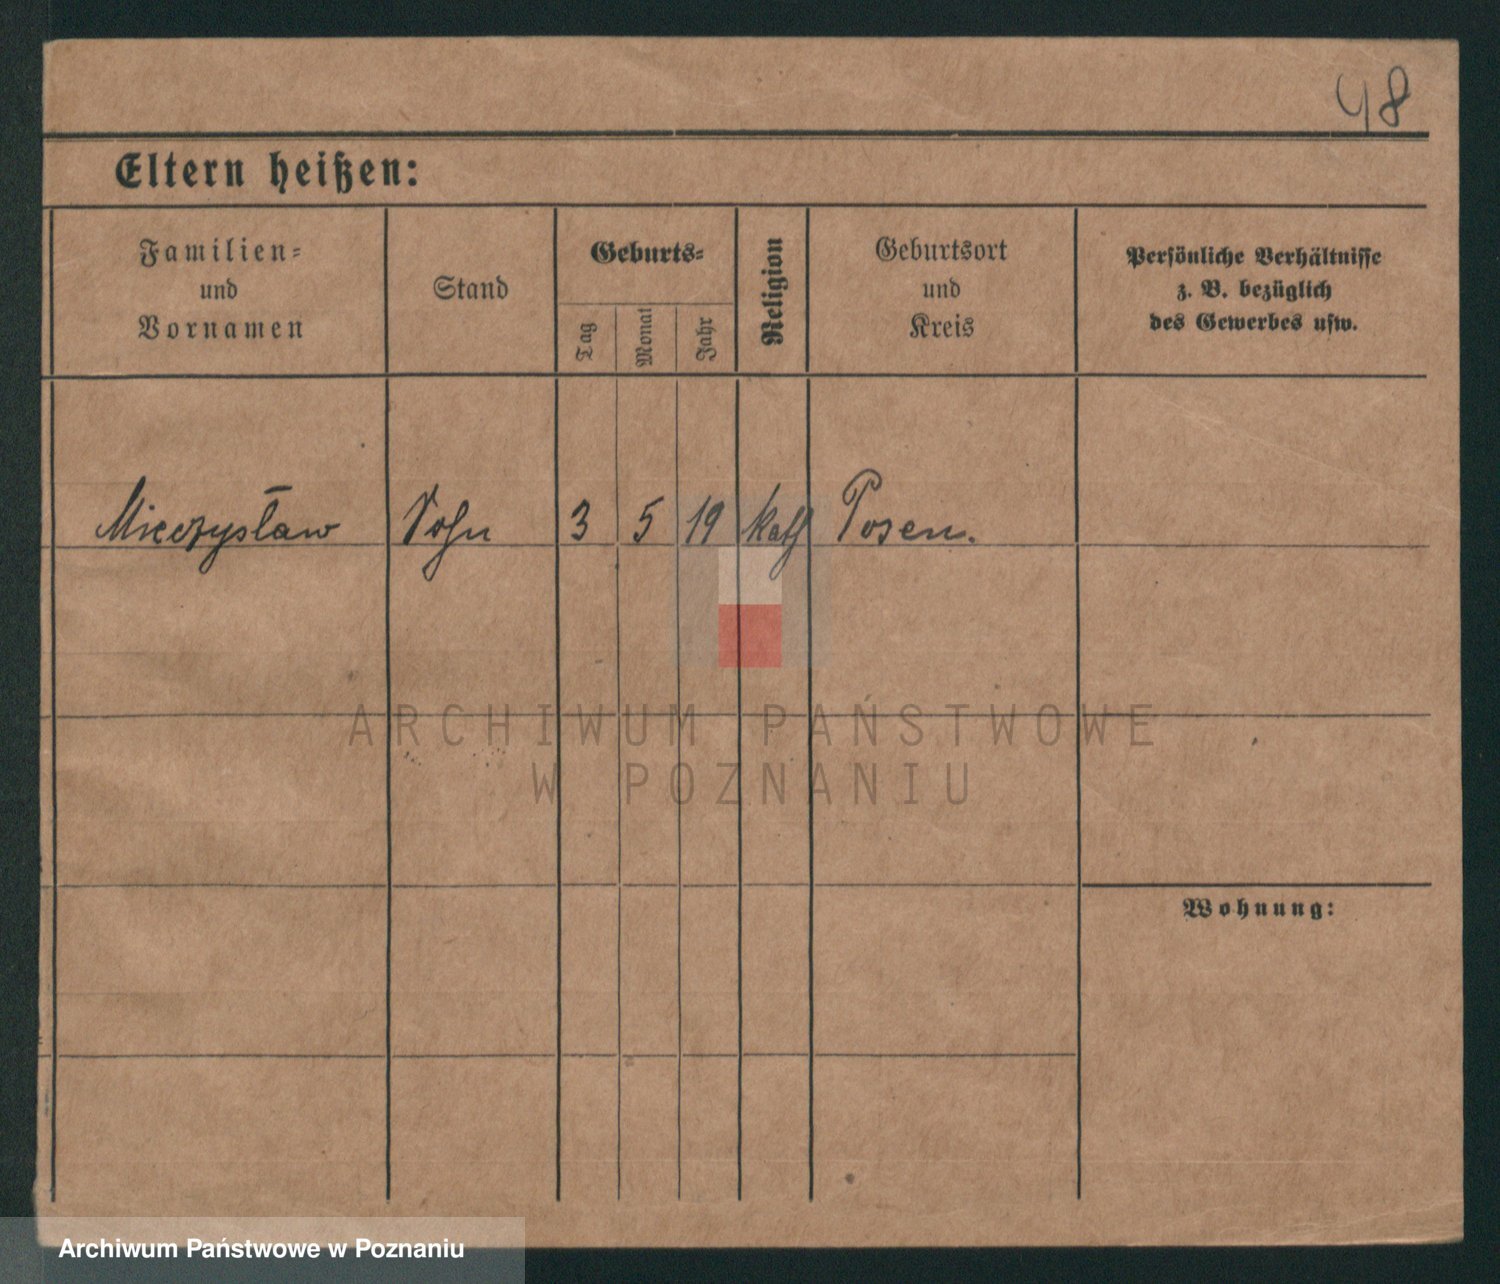 48
Eltern heißen:
Familien-
und
Vornamen
Stand
Geburts-
Tag
Monat
Jahr
Religion
Geburtsort
und
Kreis
Persönliche Verhältnisse
z. B. bezüglich
des Gewerbes usw.
Mieczysław Sohn 3 5 19 kath Posen.
ARCHIWUM PAŃSTWOWE
W POZNANIU
Wohnung:
Archiwum Państwowe w Poznaniu